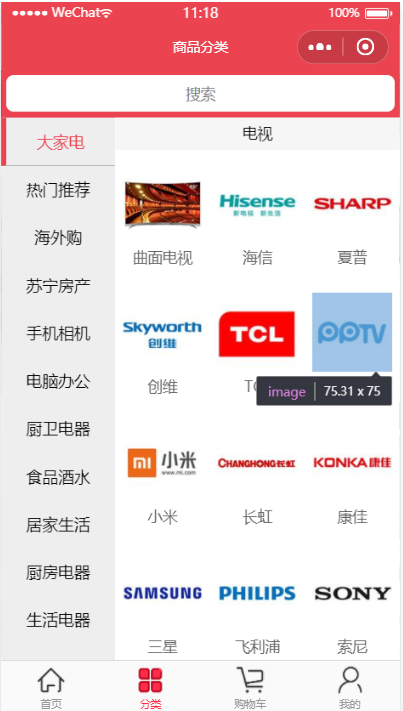 WeChat 11:18 100%
商品分类
搜索
大家电
热门推荐
海外购
苏宁房产
手机相机
电脑办公
厨卫电器
食品酒水
居家生活
厨房电器
生活电器
电视
Hisense SHARP
曲面电视 海信 夏普
Skyworth 创维 TCL PPTV
创维 TC
image 75.31 x 75
mi 小米 www.mi.com CHANGHONG长虹 KONKA康佳
小米 长虹 康佳
SAMSUNG PHILIPS SONY
三星 飞利浦 索尼
首页 分类 购物车 我的